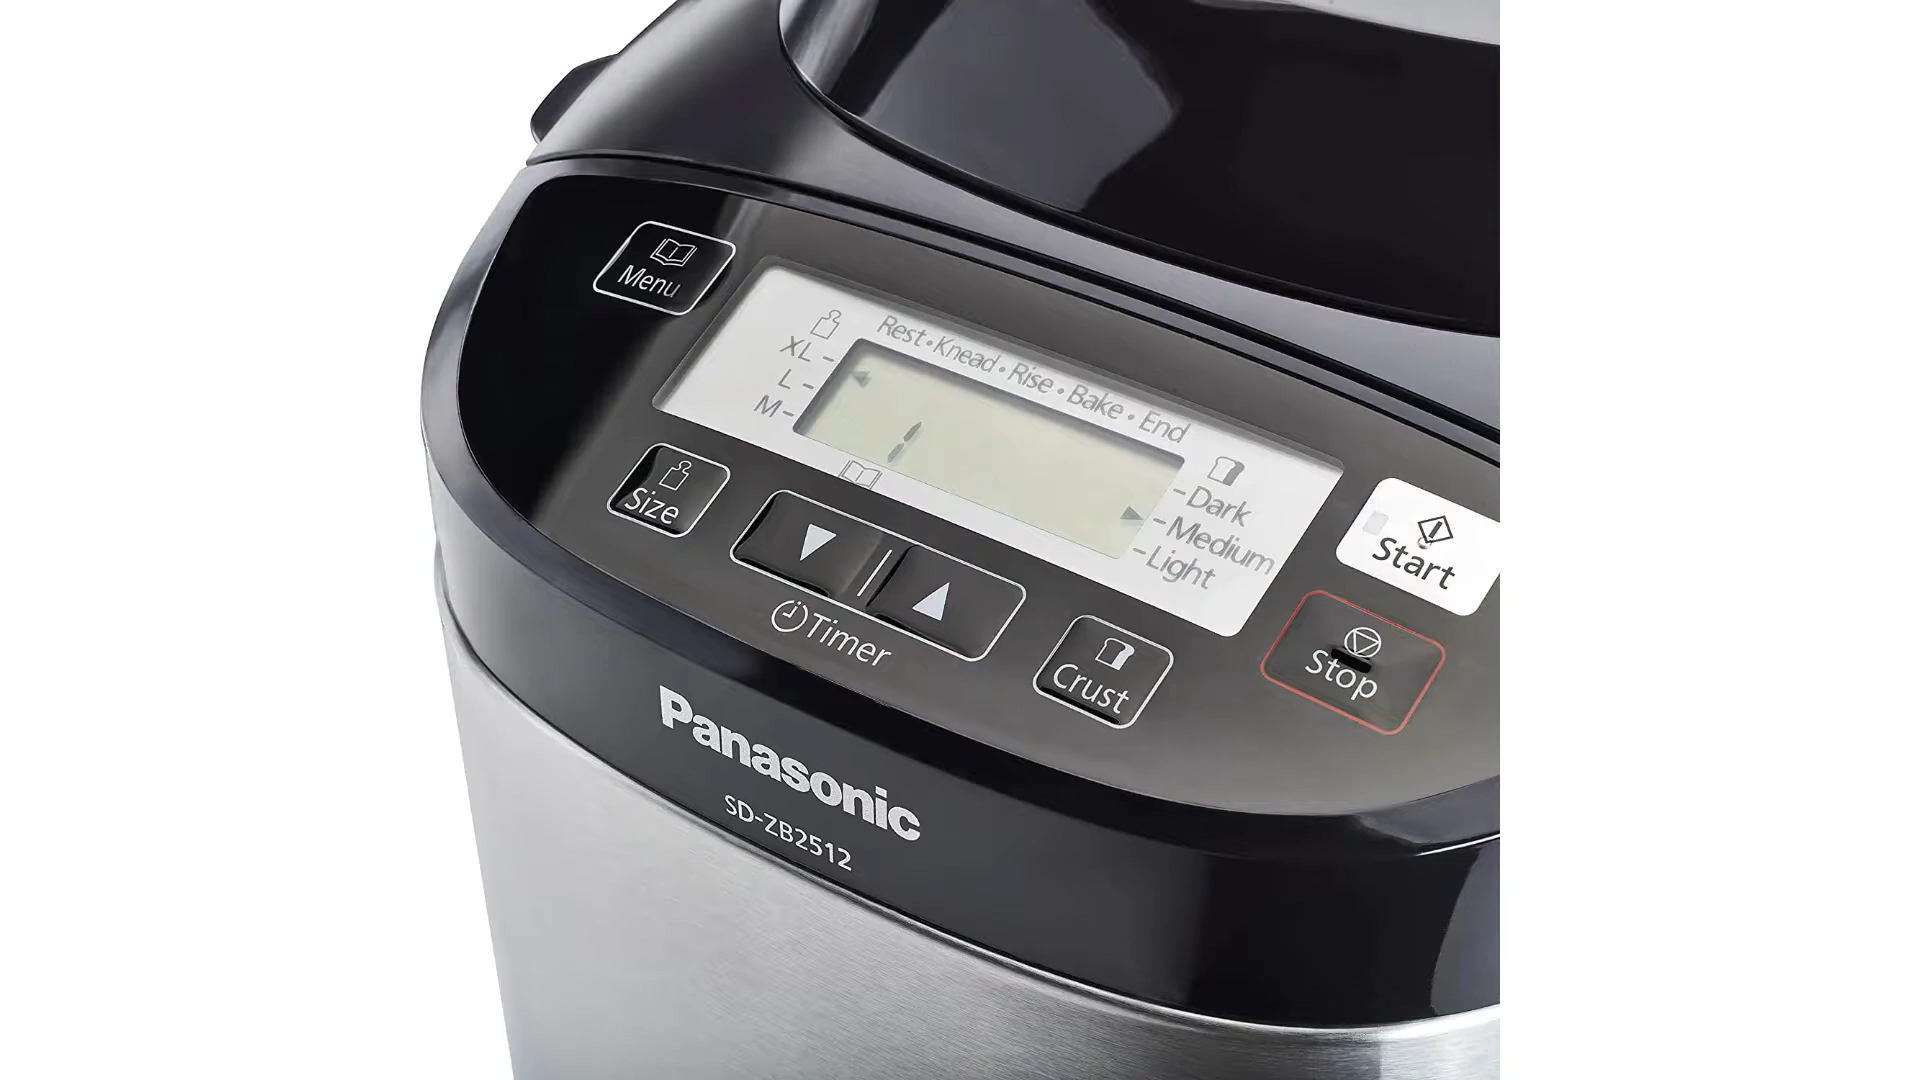 Menu
XL
L
M
Rest • Knead • Rise • Bake • End
1
Dark
Medium
Light
Size
Timer
Crust
Start
Stop
Panasonic
SD-ZB2512